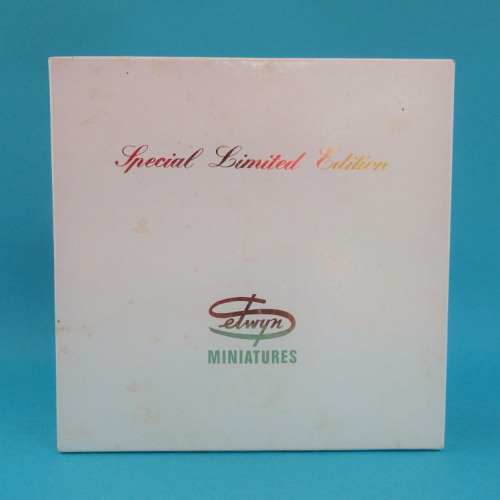 Special Limited Edition
Selwyn
MINIATURES